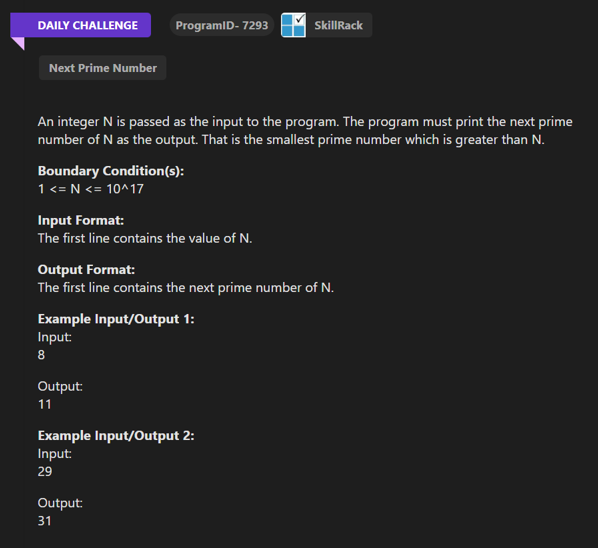 DAILY CHALLENGE
ProgramID- 7293
SkillRack
Next Prime Number
An integer N is passed as the input to the program. The program must print the next prime
number of N as the output. That is the smallest prime number which is greater than N.
Boundary Condition(s):
1 <= N <= 10^17
Input Format:
The first line contains the value of N.
Output Format:
The first line contains the next prime number of N.
Example Input/Output 1:
Input:
8
Output:
11
Example Input/Output 2:
Input:
29
Output:
31